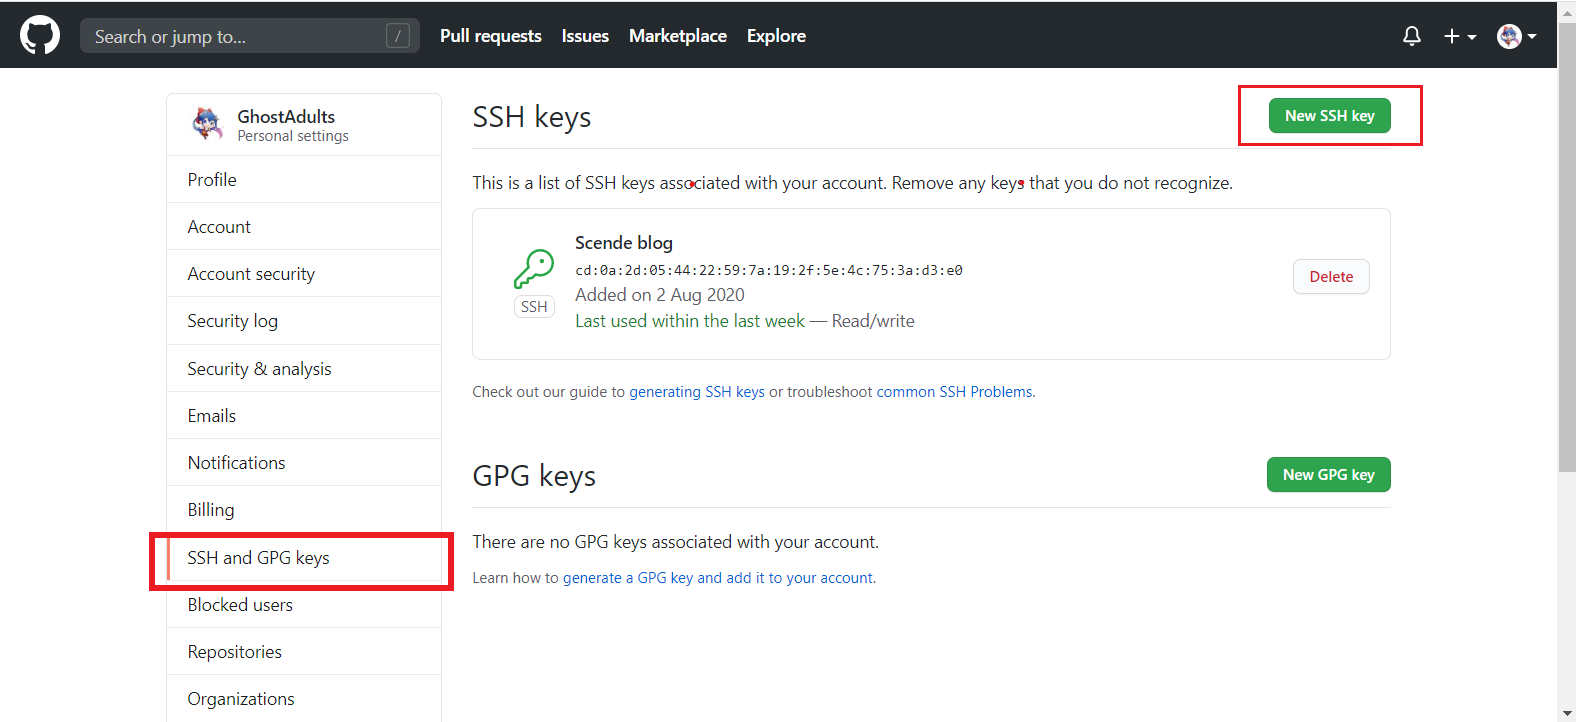 Search or jump to... /
Pull requests Issues Marketplace Explore
GhostAdults
Personal settings
Profile
Account
Account security
Security log
Security & analysis
Emails
Notifications
Billing
SSH and GPG keys
Blocked users
Repositories
Organizations
SSH keys
New SSH key
This is a list of SSH keys associated with your account. Remove any keys that you do not recognize.
Scende blog
cd:0a:2d:05:44:22:59:7a:19:2f:5e:4c:75:3a:d3:e0
Added on 2 Aug 2020
Last used within the last week — Read/write
SSH
Delete
Check out our guide to generating SSH keys or troubleshoot common SSH Problems.
GPG keys
New GPG key
There are no GPG keys associated with your account.
Learn how to generate a GPG key and add it to your account.